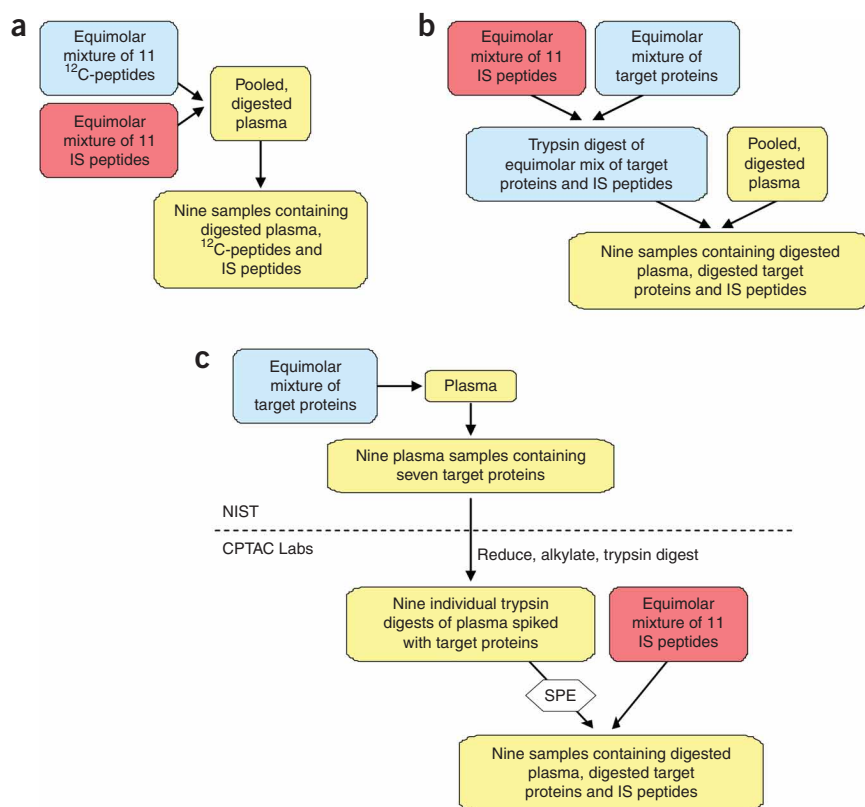 a
Equimolar
mixture of 11
¹²C-peptides
Equimolar
mixture of 11
IS peptides
Pooled,
digested
plasma
Nine samples containing
digested plasma,
¹²C-peptides and
IS peptides
b
Equimolar
mixture of 11
IS peptides
Equimolar
mixture of
target proteins
Trypsin digest of
equimolar mix of target
proteins and IS peptides
Pooled,
digested
plasma
Nine samples containing digested
plasma, digested target
proteins and IS peptides
c
Equimolar
mixture of
target proteins
Plasma
Nine plasma samples containing
seven target proteins
NIST
CPTAC Labs
Reduce, alkylate, trypsin digest
Nine individual trypsin
digests of plasma spiked
with target proteins
Equimolar
mixture of 11
IS peptides
SPE
Nine samples containing digested
plasma, digested target
proteins and IS peptides